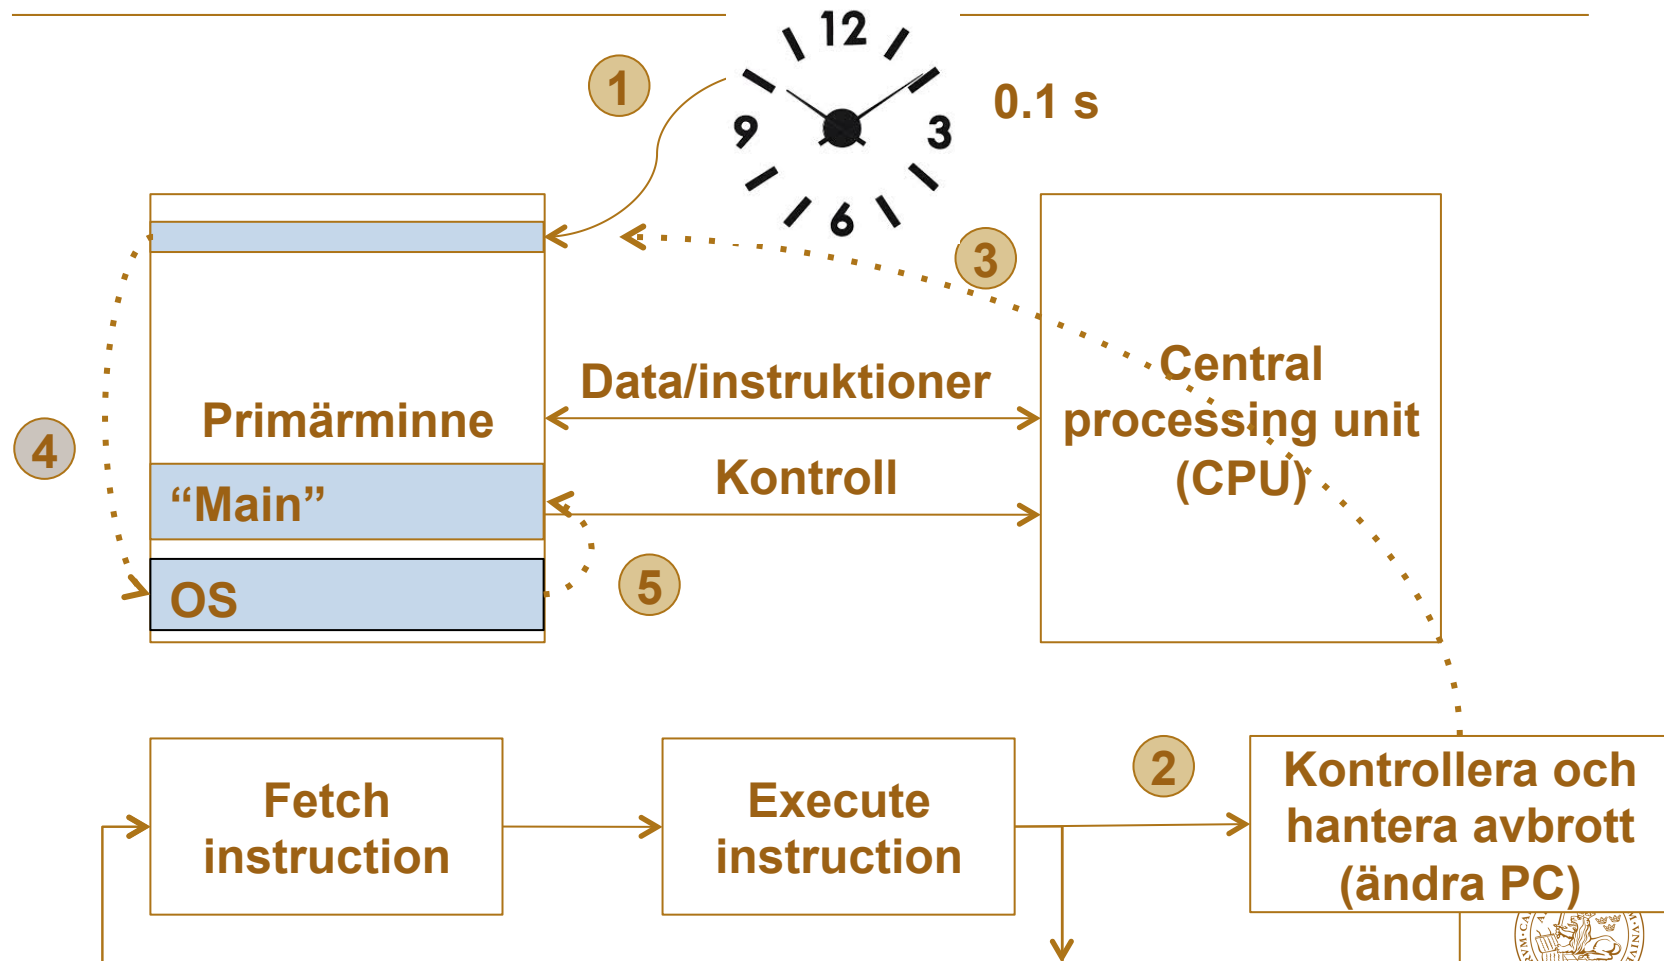 12
1
0.1 s
9
3
6
3
Central
Data/instruktioner
Primärminne
processing unit
4
Kontroll
(CPU)
“Main”
5
OS
2
Kontrollera och
Fetch
Execute
hantera avbrott
instruction
instruction
(ändra PC)